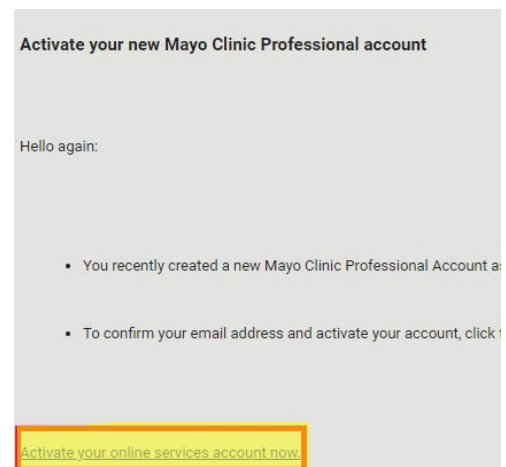 Activate your new Mayo Clinic Professional account
Hello again:
• You recently created a new Mayo Clinic Professional Account
• To confirm your email address and activate your account, click
Activate your online services account now.